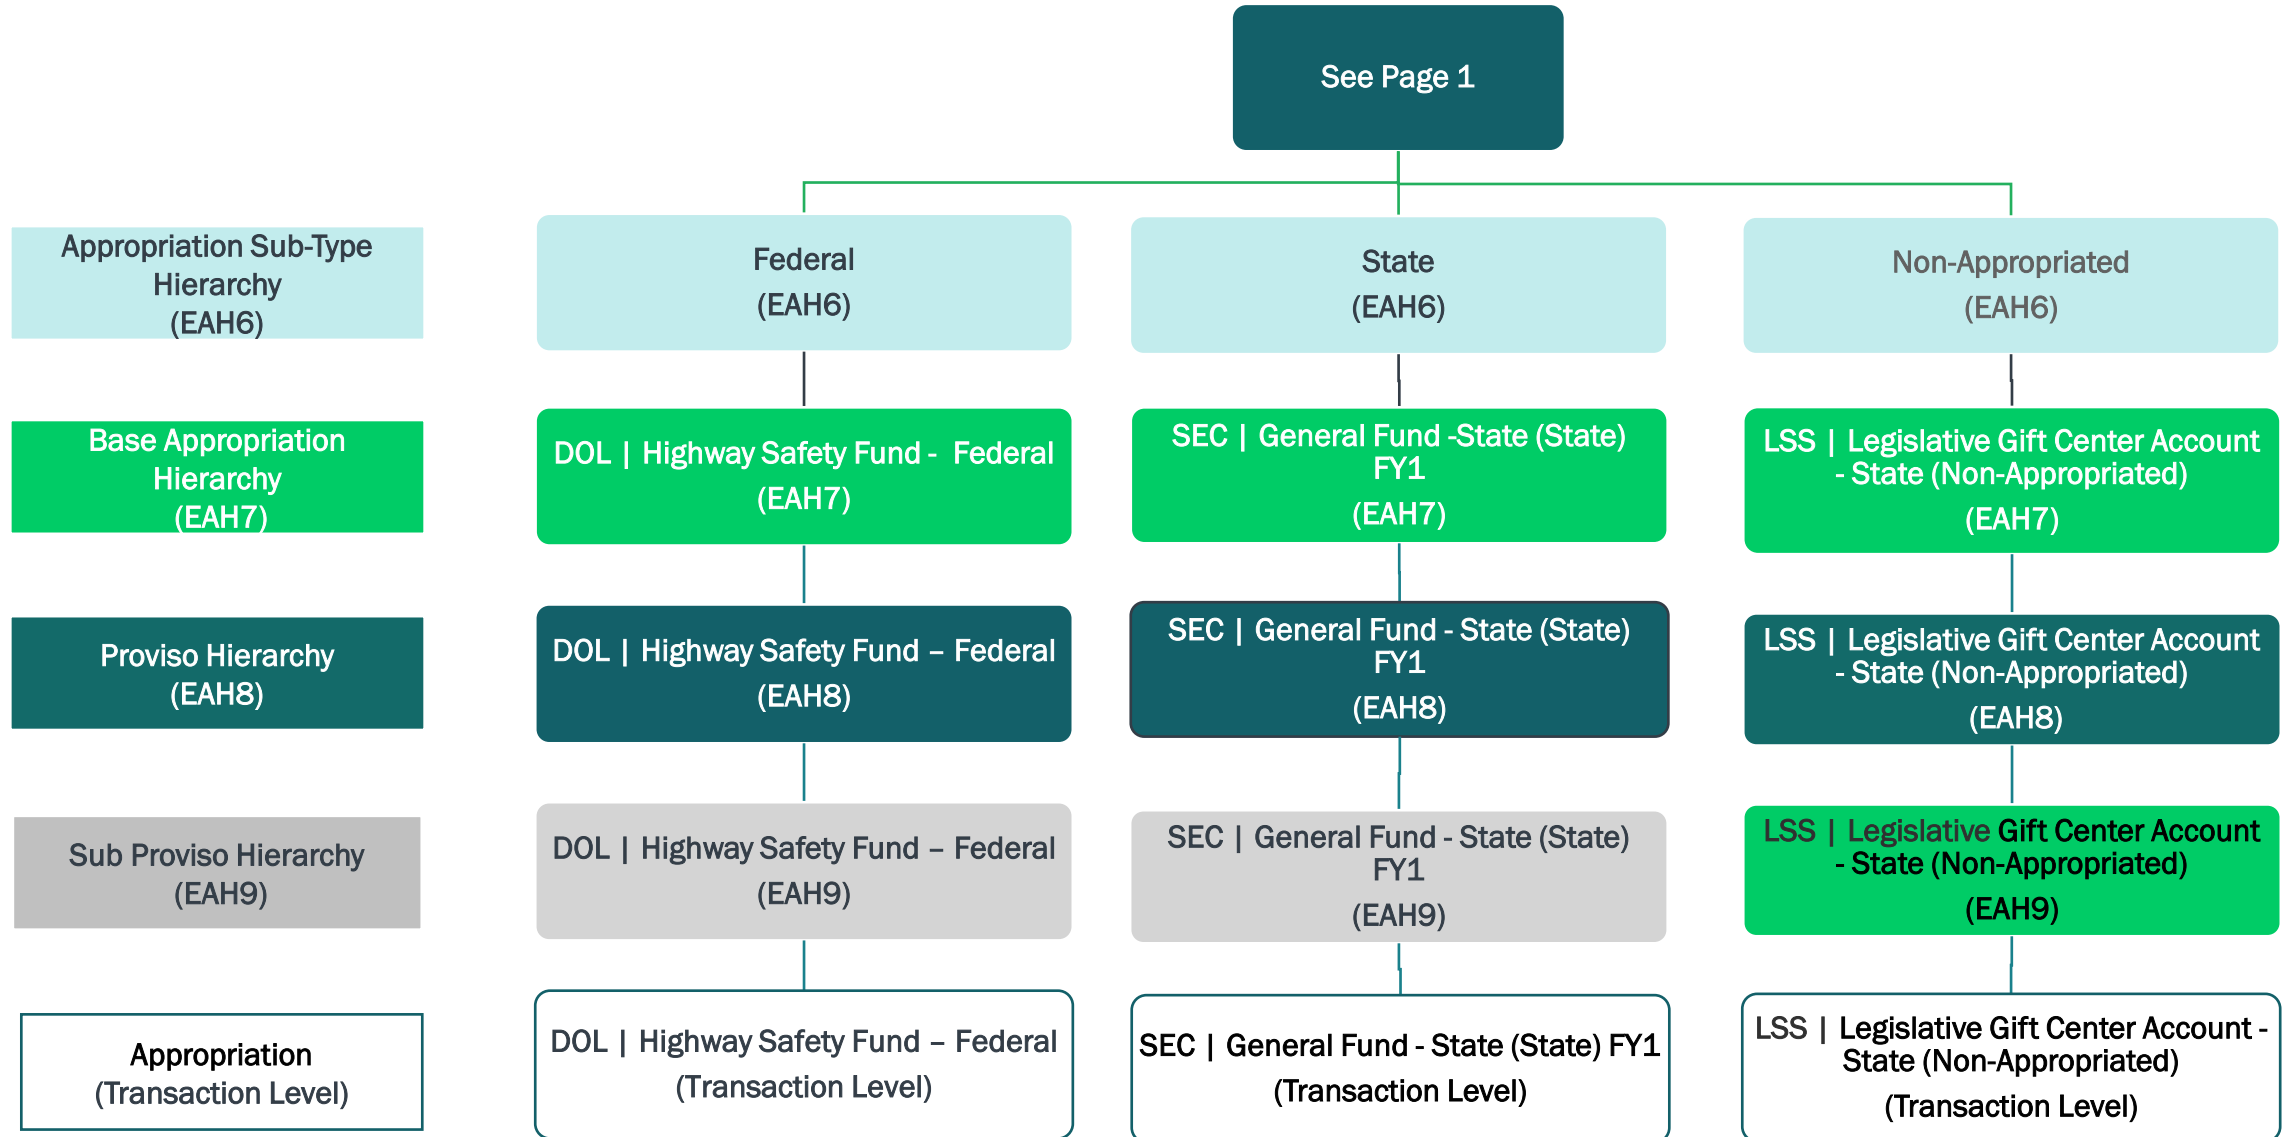 See Page 1
Appropriation Sub-Type
Hierarchy
(EAH6)
Federal
(EAH6)
State
(EAH6)
Non-Appropriated
(EAH6)
Base Appropriation
Hierarchy
(EAH7)
DOL | Highway Safety Fund -  Federal
(EAH7)
SEC | General Fund -State (State)
FY1
(EAH7)
LSS | Legislative Gift Center Account
- State (Non-Appropriated)
(EAH7)
Proviso Hierarchy
(EAH8)
DOL | Highway Safety Fund – Federal
(EAH8)
SEC | General Fund - State (State)
FY1
(EAH8)
LSS | Legislative Gift Center Account
- State (Non-Appropriated)
(EAH8)
Sub Proviso Hierarchy
(EAH9)
DOL | Highway Safety Fund – Federal
(EAH9)
SEC | General Fund - State (State)
FY1
(EAH9)
LSS | Legislative Gift Center Account
- State (Non-Appropriated)
(EAH9)
Appropriation
(Transaction Level)
DOL | Highway Safety Fund – Federal
(Transaction Level)
SEC | General Fund - State (State) FY1
(Transaction Level)
LSS | Legislative Gift Center Account -
State (Non-Appropriated)
(Transaction Level)